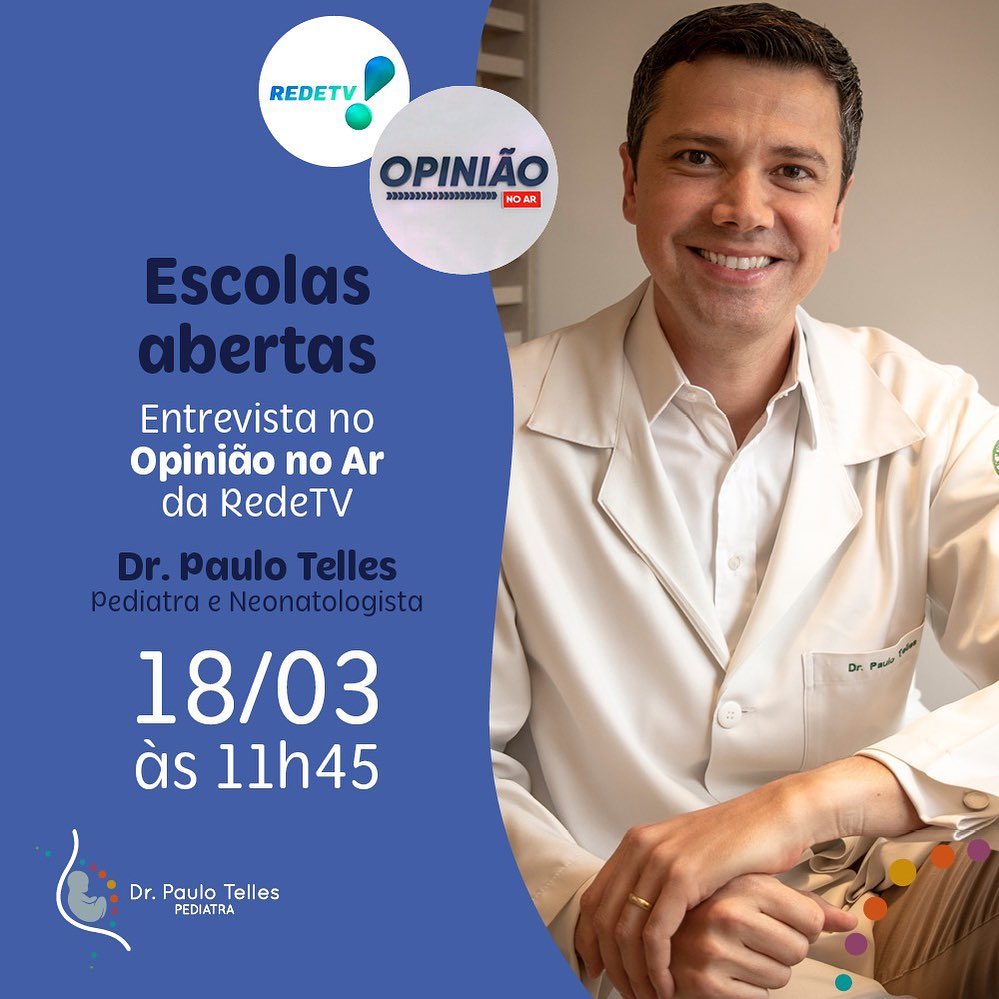 REDETV!
OPINIÃO
NO AR
Escolas
abertas
Entrevista no
Opinião no Ar
da RedeTV
Dr. Paulo Telles
Pediatra e Neonatologista
18/03
às 11h45
Dr. Paulo Telles
PEDIATRA
Dr. Paulo Telles